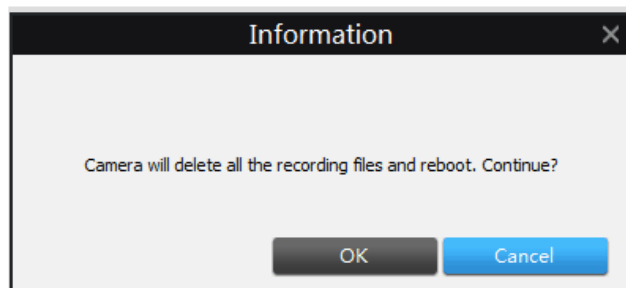 Information
Camera will delete all the recording files and reboot. Continue?
OK Cancel